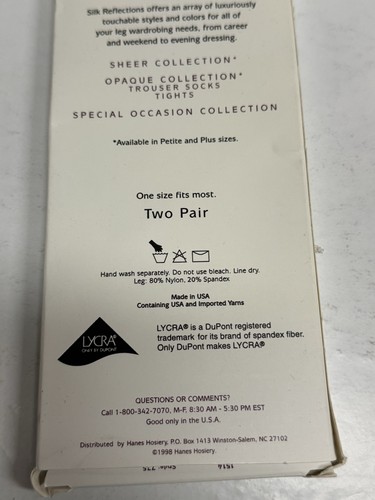 Silk Reflections offers an array of luxuriously
touchable styles and colors for all of
your leg wardrobing needs, from career
and weekend to evening dressing.
SHEER COLLECTION*
OPAQUE COLLECTION*
TROUSER SOCKS
TIGHTS
SPECIAL OCCASION COLLECTION
*Available in Petite and Plus sizes.
One size fits most.
Two Pair
Hand wash separately. Do not use bleach. Line dry.
Leg: 80% Nylon, 20% Spandex
Made in USA
Containing USA and Imported Yarns
LYCRA®
ONLY BY DUPONT
LYCRA® is a DuPont registered
trademark for its brand of spandex fiber.
Only DuPont makes LYCRA®
QUESTIONS OR COMMENTS?
Call 1-800-342-7070, M-F, 8:30 AM - 5:30 PM EST
Good only in the U.S.A.
Distributed by Hanes Hosiery, P.O. Box 1413 Winston-Salem, NC 27102
©1998 Hanes Hosiery.